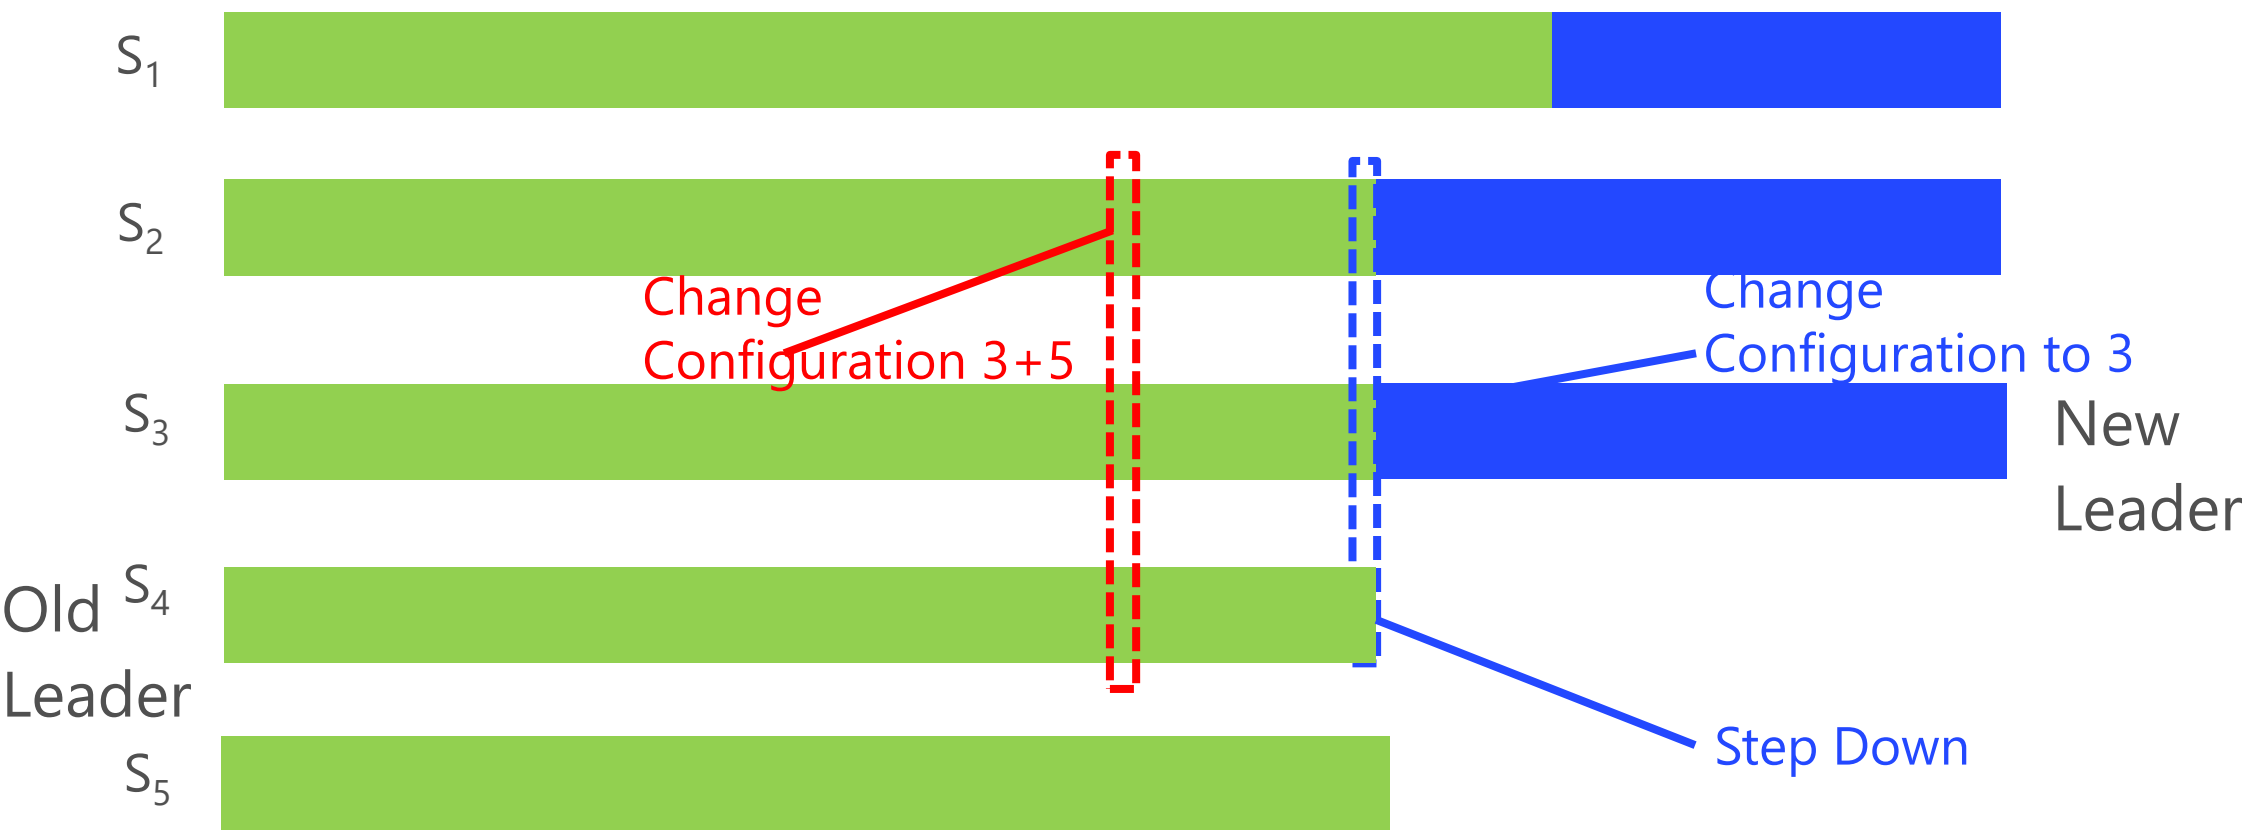 S1
S2
Change
Configuration 3+5
Change
Configuration to 3
S3
New
Leader
S4
Old
Leader
Step Down
S5